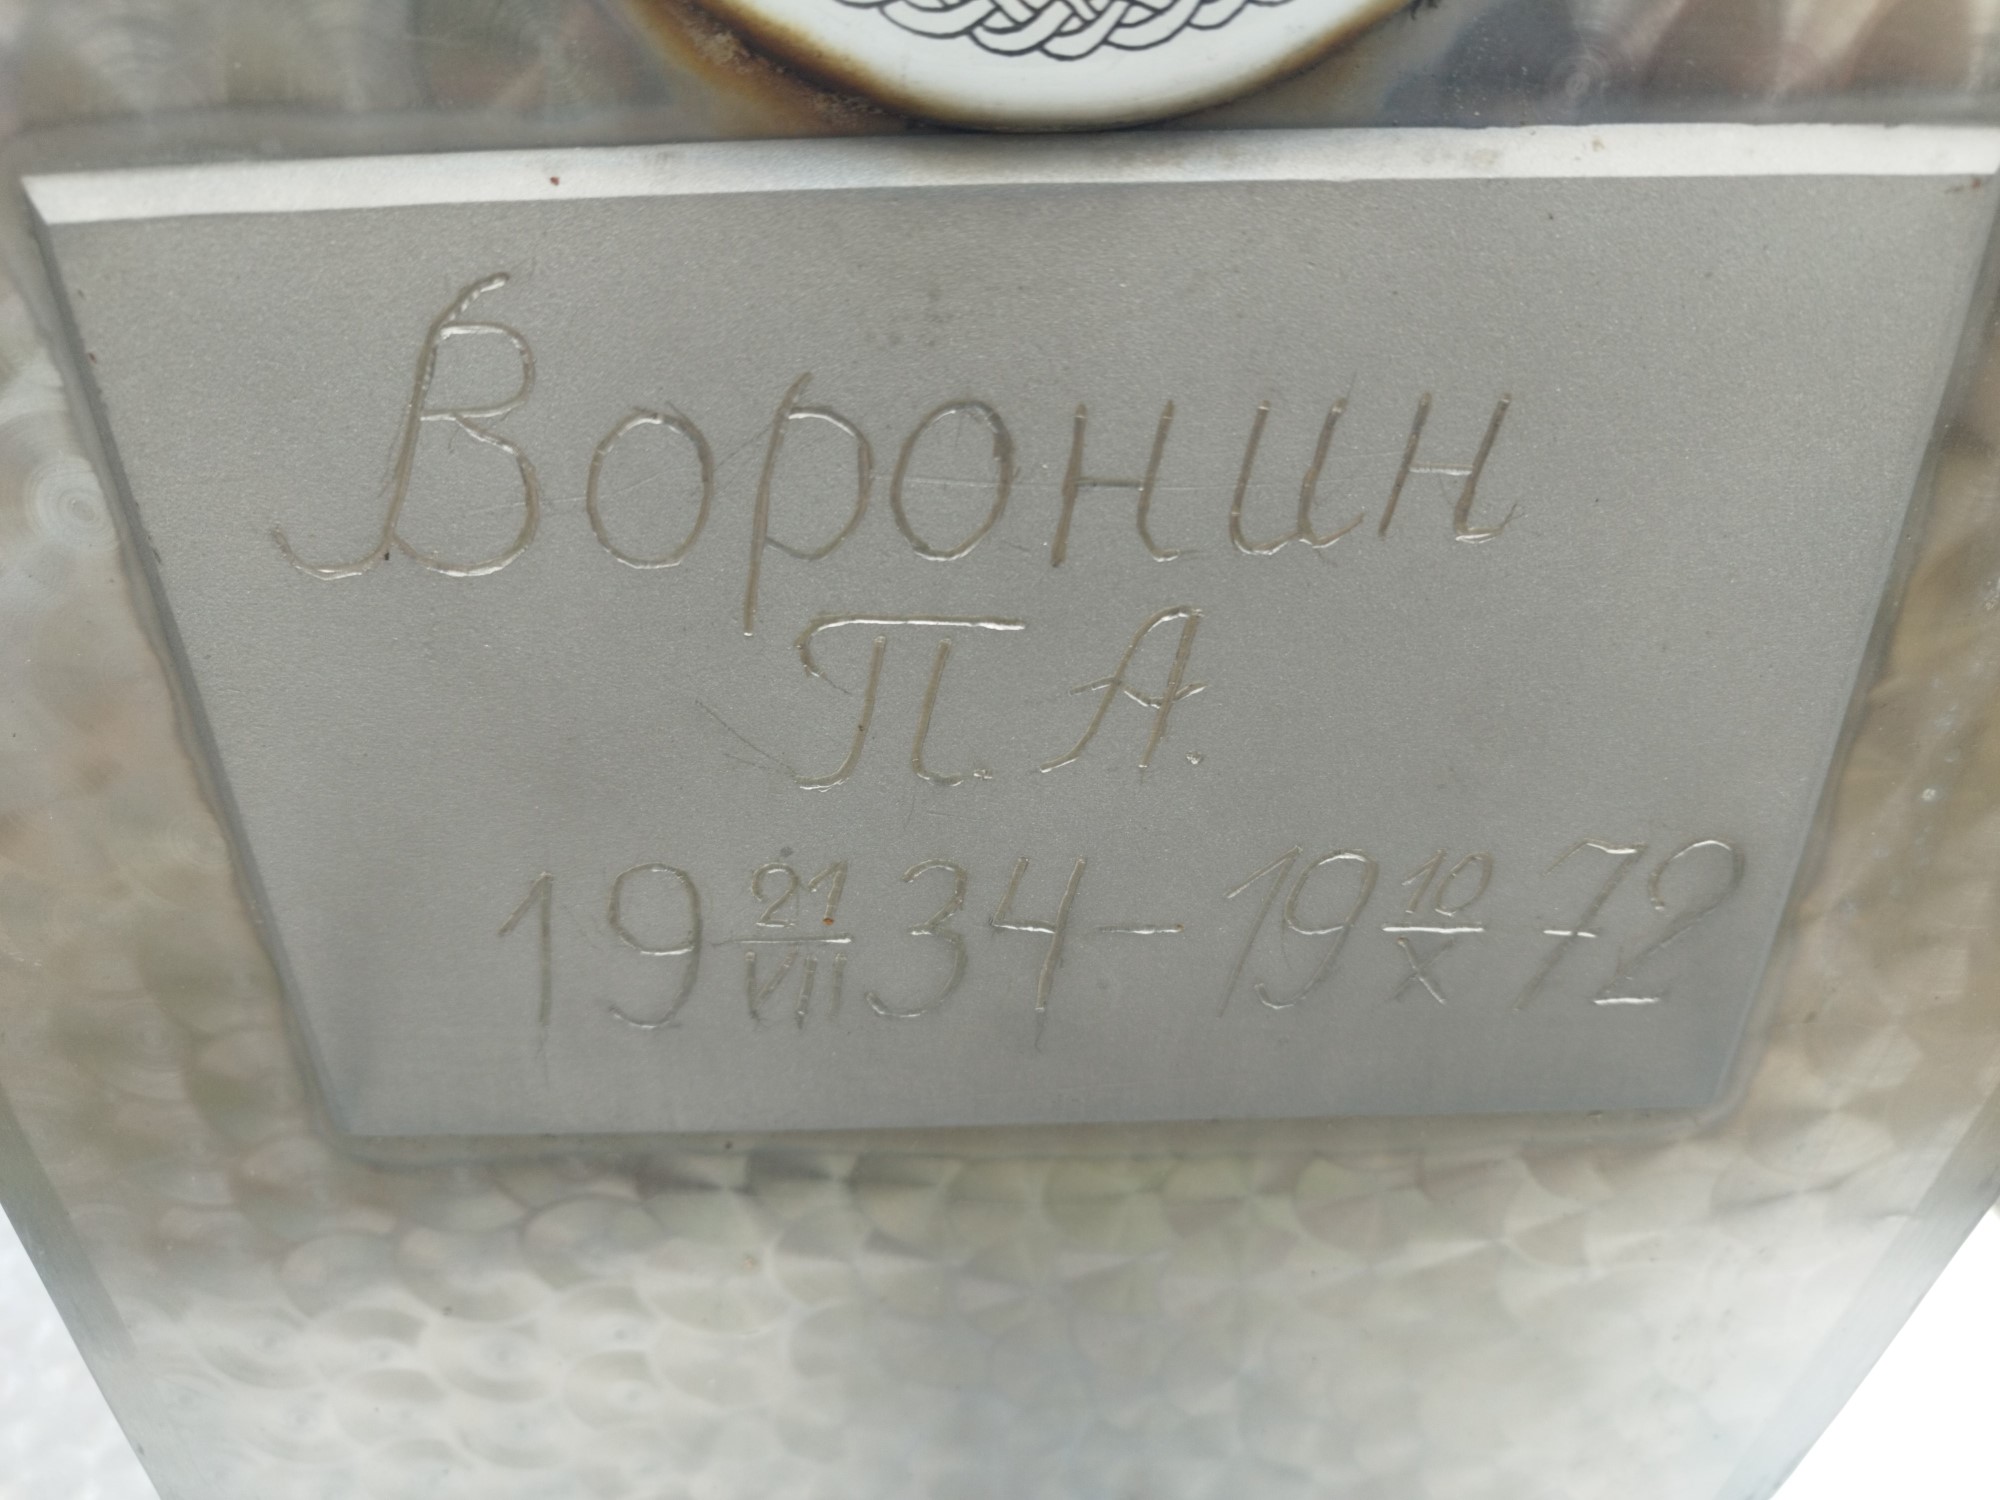 Воронин
П. А.
19 21/VII 34 – 19 10/X 72